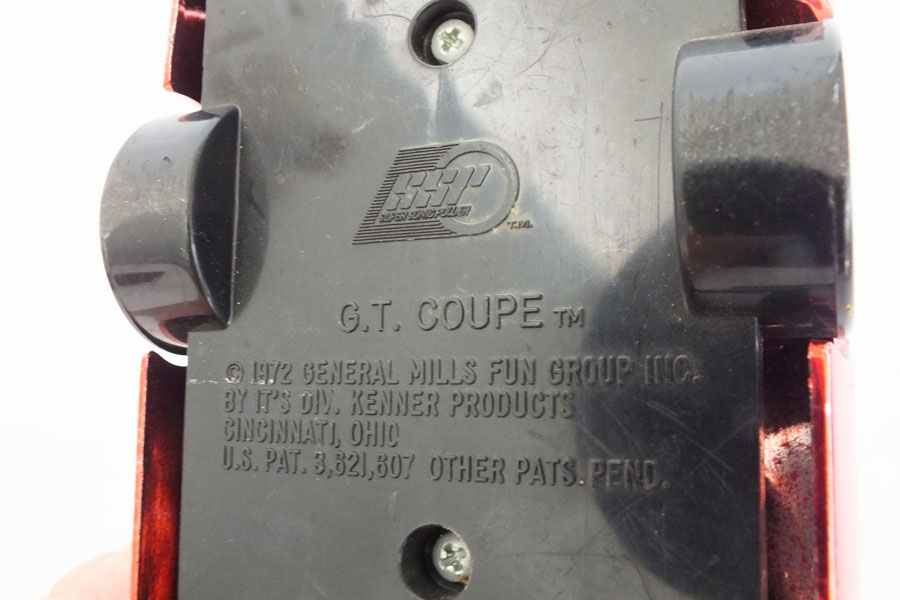 SSP
SUPER SONIC POWER
T.M.
G.T. COUPE TM
© 1972 GENERAL MILLS FUN GROUP INC.
BY IT'S DIV. KENNER PRODUCTS
CINCINNATI, OHIO
U.S. PAT. 3,621,607 OTHER PATS. PEND.